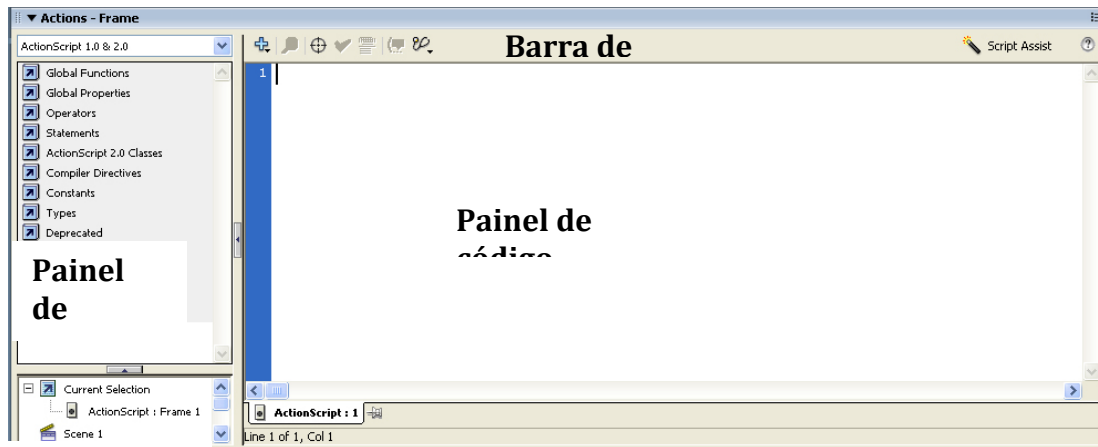 Actions - Frame
ActionScript 1.0 & 2.0
Barra de
Script Assist
Global Functions
Global Properties
Operators
Statements
ActionScript 2.0 Classes
Compiler Directives
Constants
Types
Deprecated
1
Painel de
código
Painel
de
Current Selection
ActionScript : Frame 1
Scene 1
ActionScript : 1
Line 1 of 1, Col 1